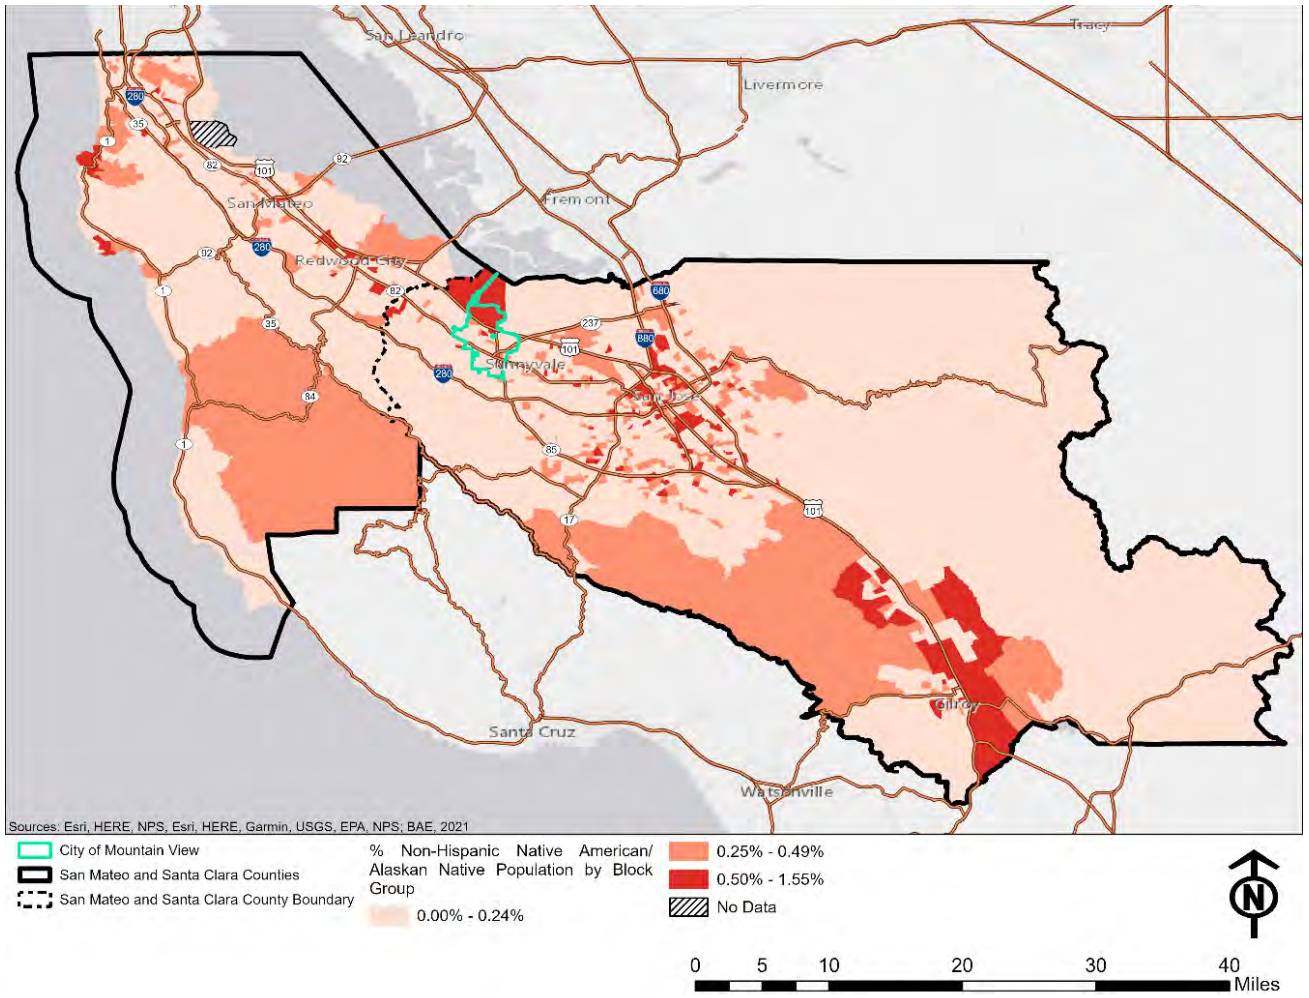 San Leandro
Tracy
Livermore
280
35
1
82
101
92
San Mateo
Fremont
280
92
Redwood City
82
1
35
680
237
880
101
Sunnyvale
280
San Jose
84
1
85
101
17
Gilroy
Santa Cruz
Watsonville
Sources: Esri, HERE, NPS, Esri, HERE, Garmin, USGS, EPA, NPS; BAE, 2021
City of Mountain View
San Mateo and Santa Clara Counties
San Mateo and Santa Clara County Boundary
% Non-Hispanic Native American/
Alaskan Native Population by Block
Group
0.00% - 0.24%
0.25% - 0.49%
0.50% - 1.55%
No Data
N
0 5 10 20 30 40
Miles